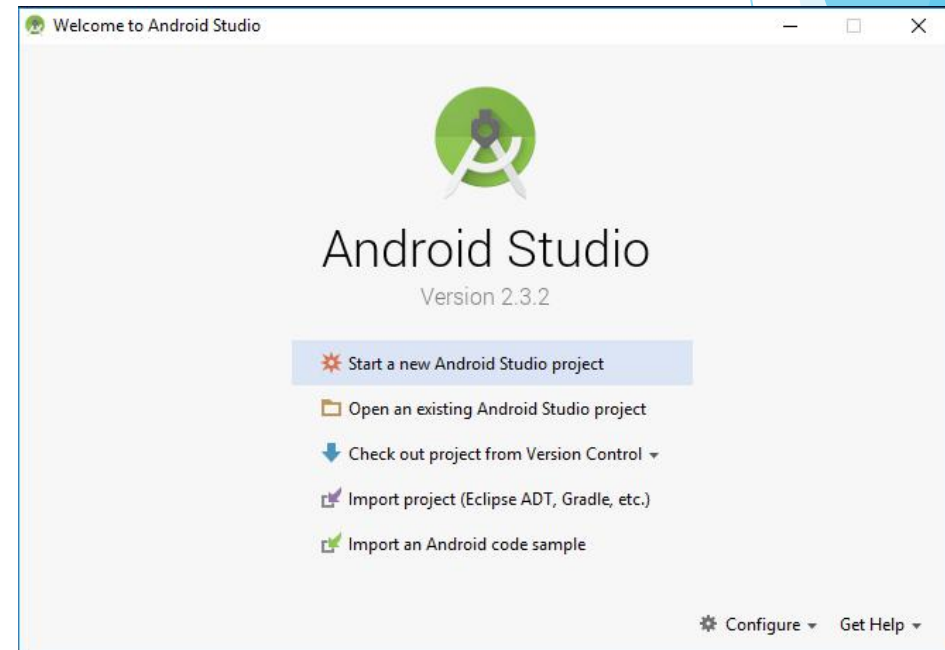 Welcome to Android Studio
Android Studio
Version 2.3.2
Start a new Android Studio project
Open an existing Android Studio project
Check out project from Version Control
Import project (Eclipse ADT, Gradle, etc.)
Import an Android code sample
Configure Get Help